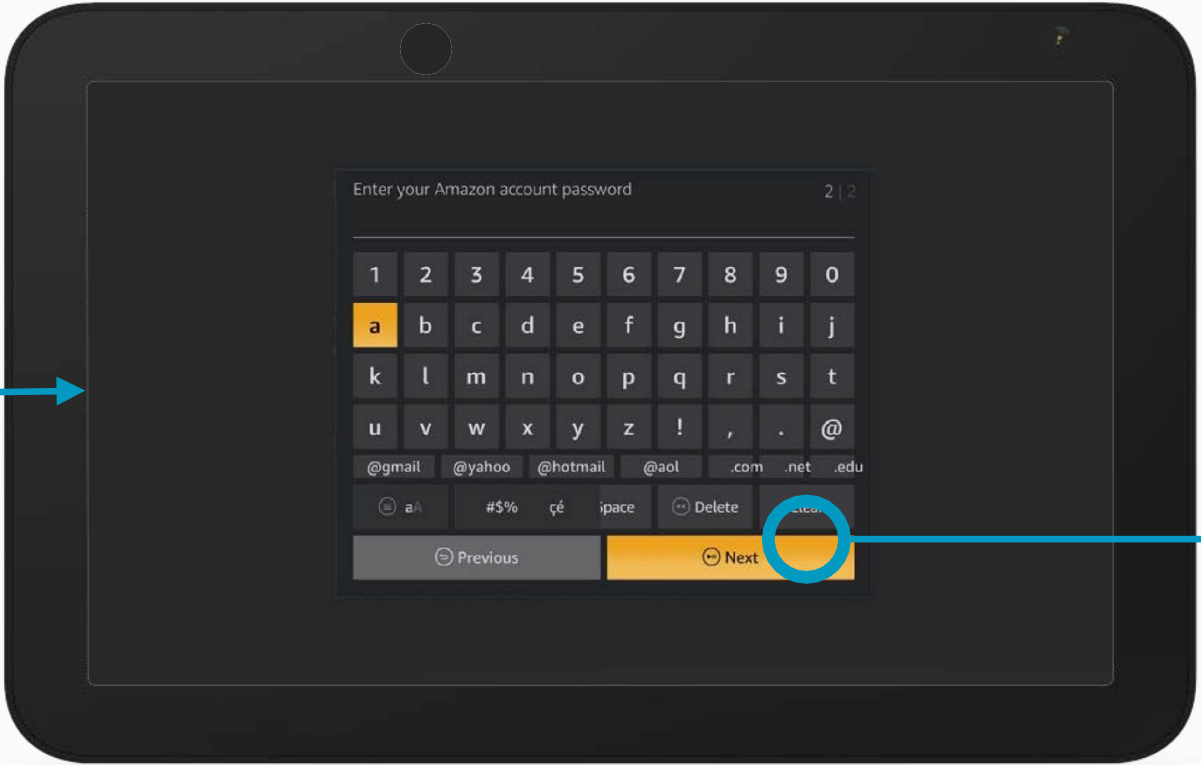 Enter your Amazon account password 2 | 2
1 2 3 4 5 6 7 8 9 0
a b c d e f g h i j
k l m n o p q r s t
u v w x y z ! , . @
@gmail @yahoo @hotmail @aol .com .net .edu
aA #$% çé Delete
Previous Next